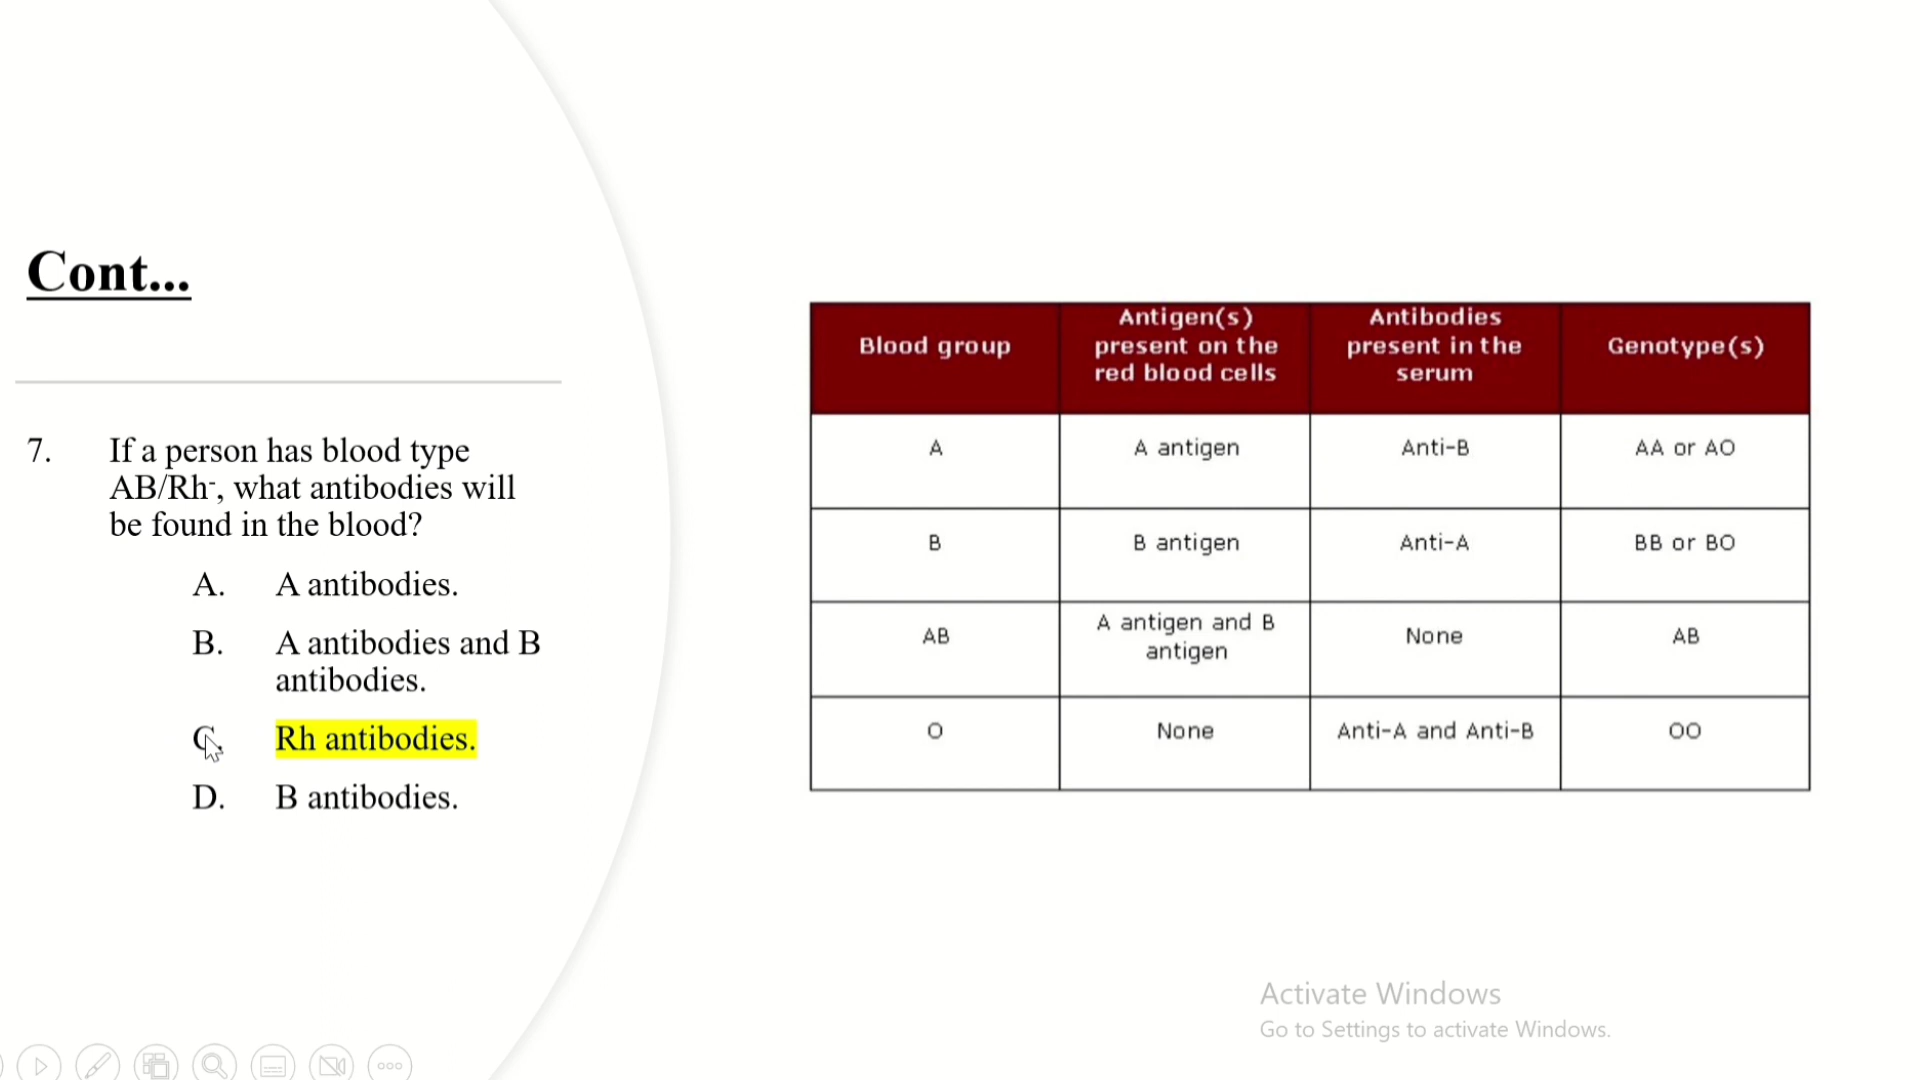 Cont...
7. If a person has blood type
AB/Rh-, what antibodies will
be found in the blood?
A. A antibodies.
B. A antibodies and B
antibodies.
C. Rh antibodies.
D. B antibodies.
Blood group
Antigen(s)
present on the
red blood cells
Antibodies
present in the
serum
Genotype(s)
A
A antigen
Anti-B
AA or AO
B
B antigen
Anti-A
BB or BO
AB
A antigen and B
antigen
None
AB
O
None
Anti-A and Anti-B
OO
Activate Windows
Go to Settings to activate Windows.